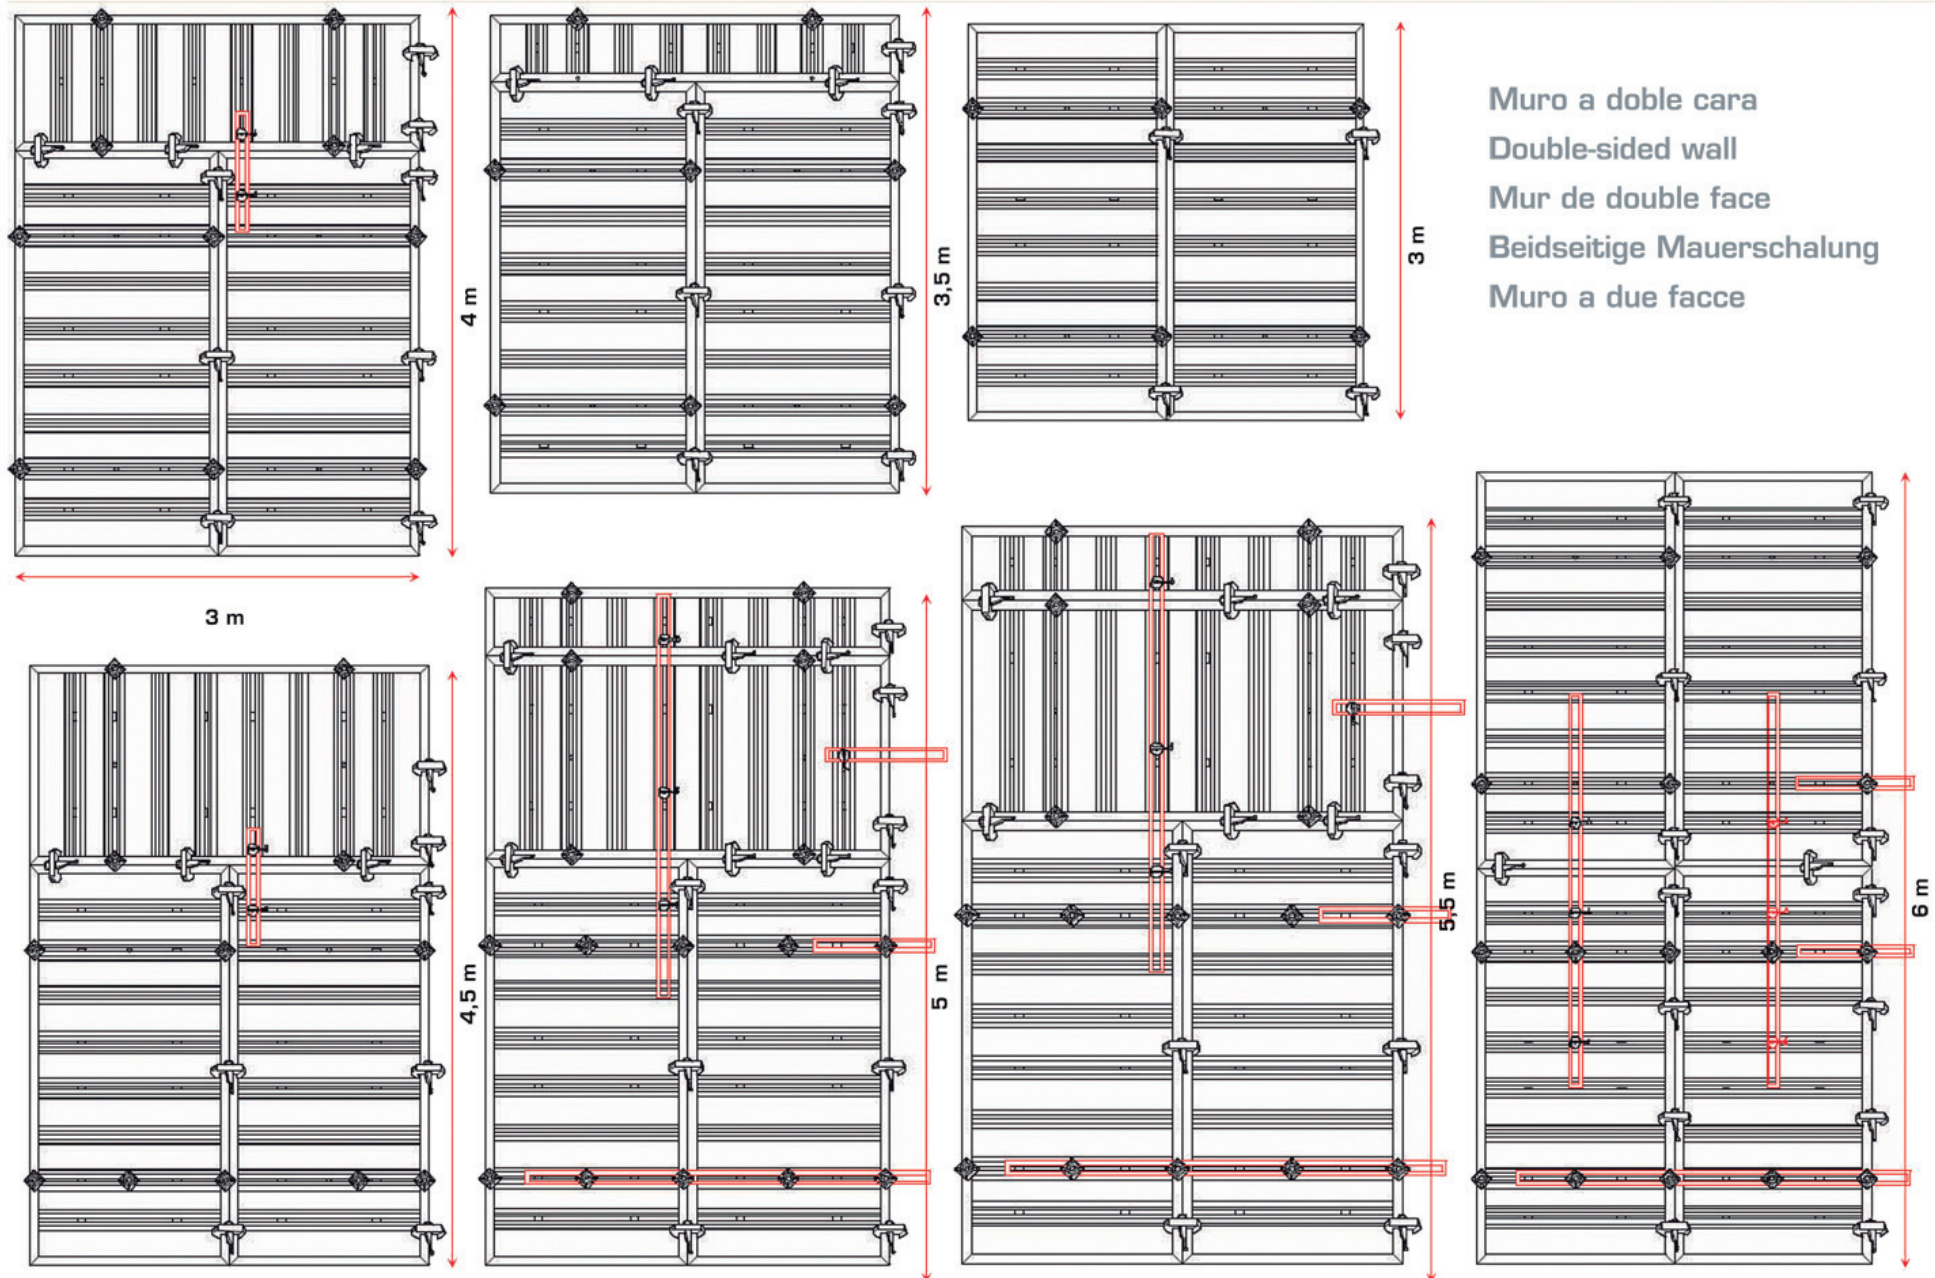 Muro a doble cara
Double-sided wall
Mur de double face
Beidseitige Mauerschalung
Muro a due facce
4 m
3,5 m
3 m
3 m
4,5 m
5 m
5,5 m
6 m